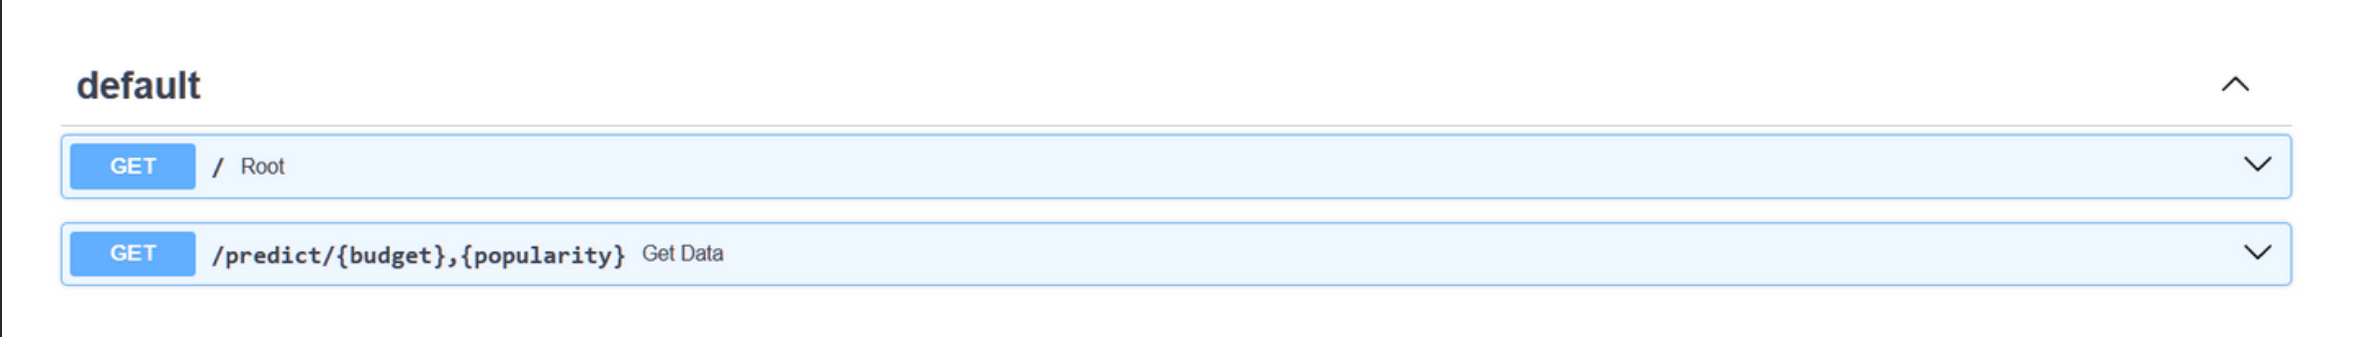 default
GET / Root
GET /predict/{budget},{popularity} Get Data